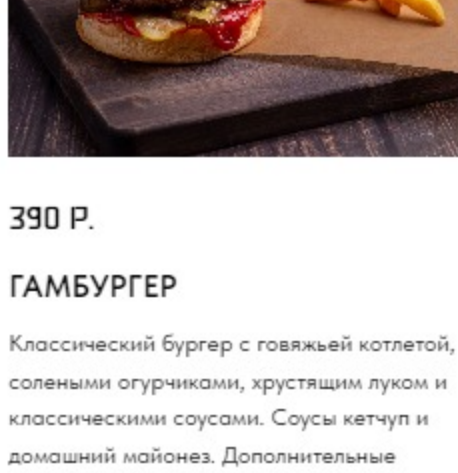 390 Р.
ГАМБУРГЕР
Классический бургер с говяжьей котлетой,
солеными огурчиками, хрустящим луком и
классическими соусами. Соусы кетчуп и
домашний майонез. Дополнительные